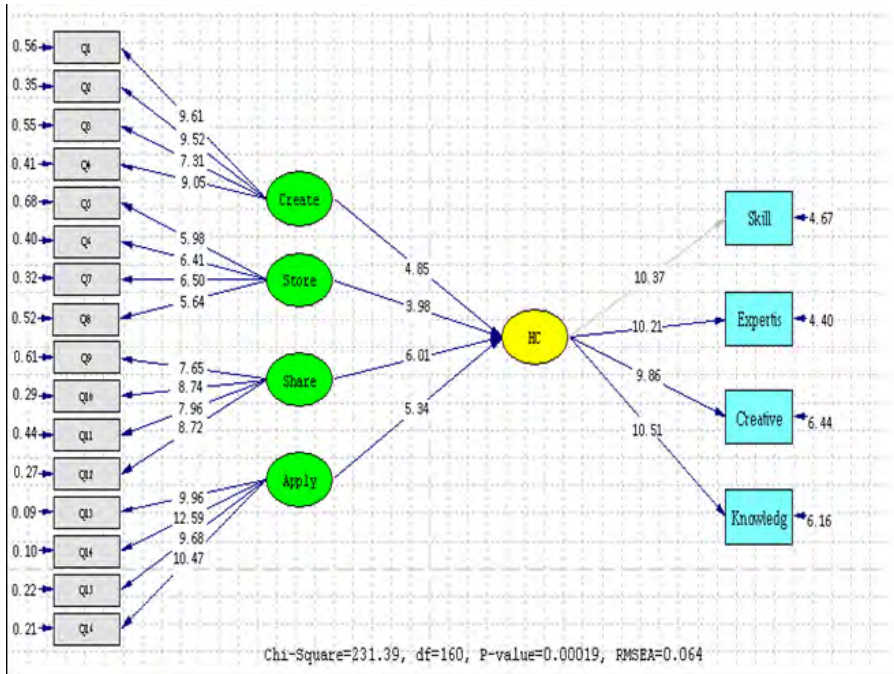 0.56 Q1
0.35 Q2
0.55 Q3
0.41 Q4
0.68 Q5
0.40 Q6
0.32 Q7
0.52 Q8
0.61 Q9
0.29 Q10
0.44 Q11
0.27 Q12
0.09 Q13
0.10 Q14
0.22 Q15
0.21 Q16
9.61
9.52
7.31
9.05
5.98
6.41
6.50
5.64
7.65
8.74
7.96
8.72
9.96
12.59
9.68
10.47
Create
Store
Share
Apply
4.85
3.98
6.01
5.34
HC
10.37
10.21
9.86
10.51
Skill 4.67
Expertis 4.40
Creative 6.44
Knowledg 6.16
Chi-Square=231.39, df=160, P-value=0.00019, RMSEA=0.064